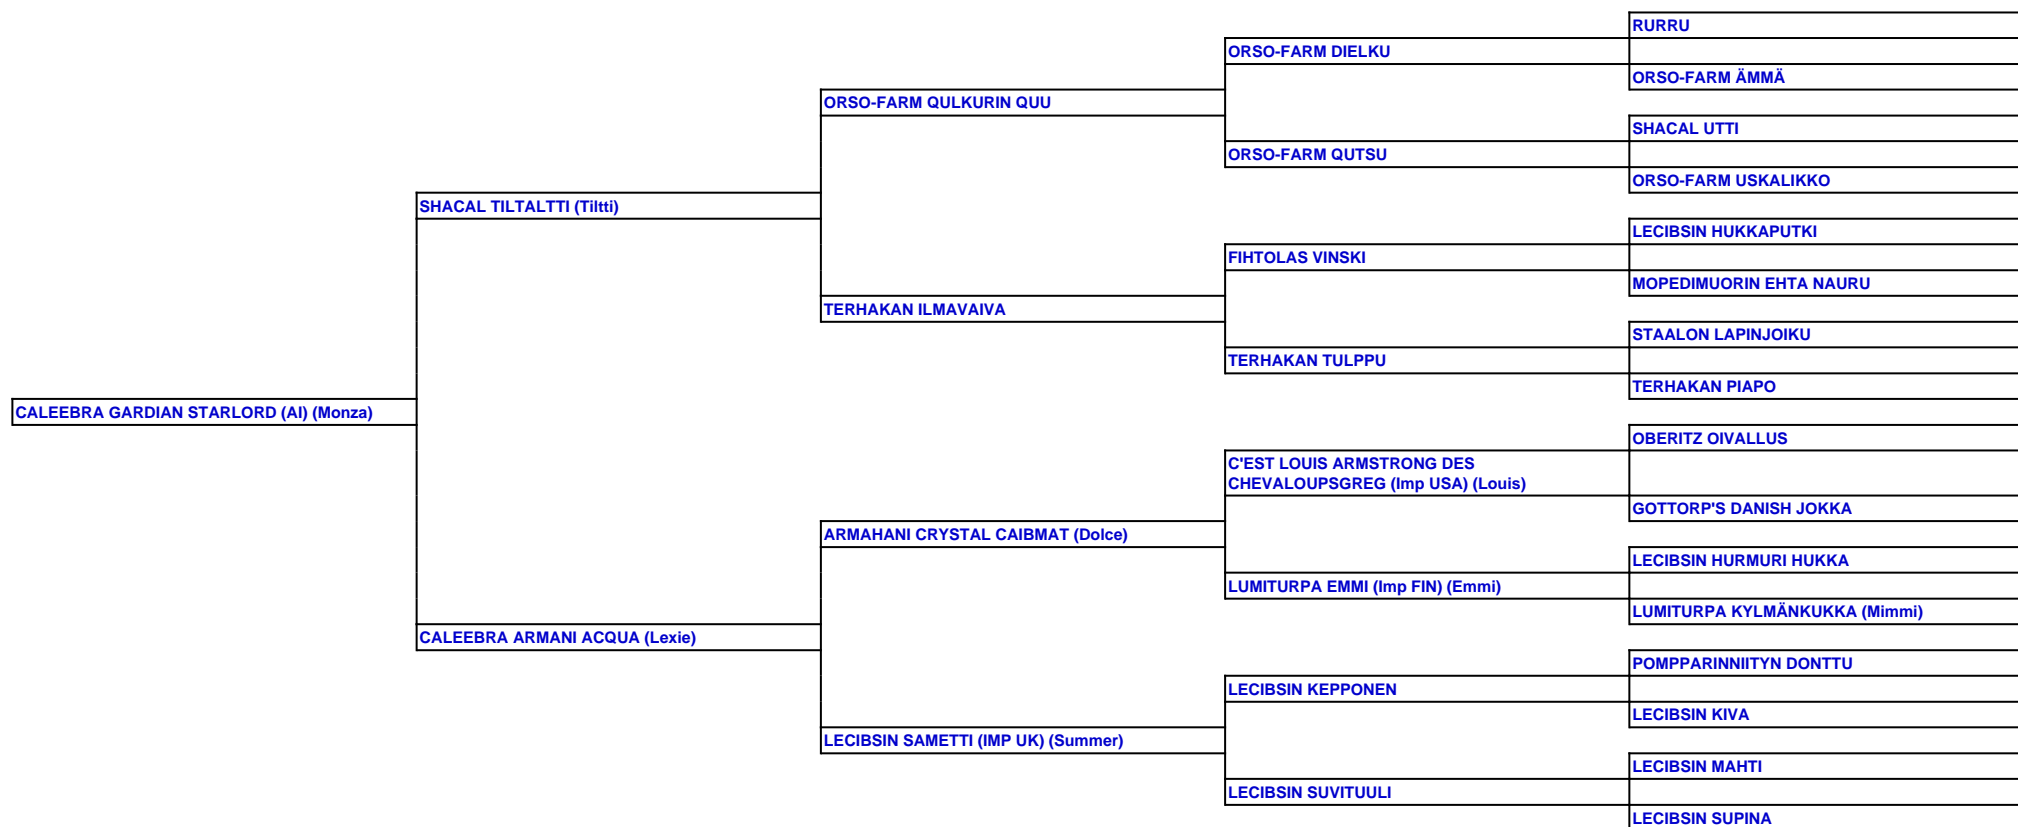 RURRU
ORSO-FARM DIELKU
ORSO-FARM ÄMMÄ
ORSO-FARM QULKURIN QUU
SHACAL UTTI
ORSO-FARM QUTSU
ORSO-FARM USKALIKKO
SHACAL TILTALTTI (Tiltti)
LECIBSIN HUKKAPUTKI
FIHTOLAS VINSKI
MOPEDIMUORIN EHTA NAURU
TERHAKAN ILMAVAIVA
STAALON LAPINJOIKU
TERHAKAN TULPPU
TERHAKAN PIAPO
CALEEBRA GARDIAN STARLORD (AI) (Monza)
OBERITZ OIVALLUS
C'EST LOUIS ARMSTRONG DES
CHEVALOUPSGREG (Imp USA) (Louis)
GOTTORP'S DANISH JOKKA
ARMAHANI CRYSTAL CAIBMAT (Dolce)
LECIBSIN HURMURI HUKKA
LUMITURPA EMMI (Imp FIN) (Emmi)
LUMITURPA KYLMÄNKUKKA (Mimmi)
CALEEBRA ARMANI ACQUA (Lexie)
POMPPARINNIITYN DONTTU
LECIBSIN KEPPONEN
LECIBSIN KIVA
LECIBSIN SAMETTI (IMP UK) (Summer)
LECIBSIN MAHTI
LECIBSIN SUVITUULI
LECIBSIN SUPINA